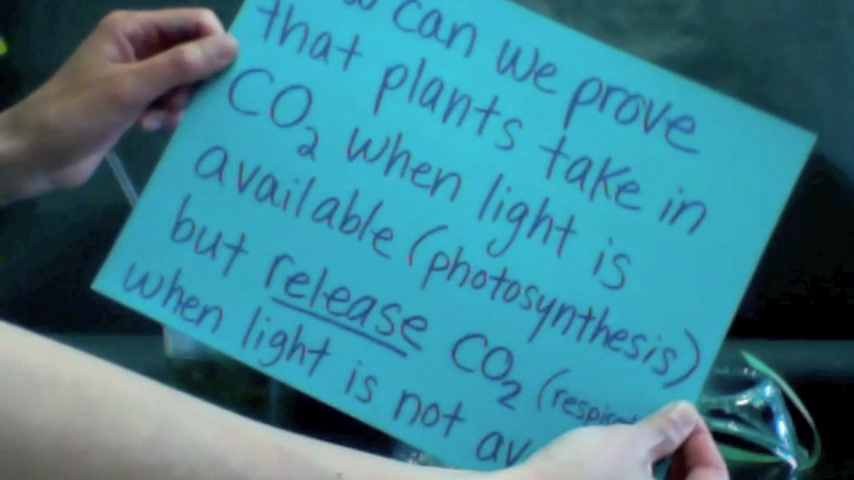 can we prove
that plants take in
CO₂ when light is
available (photosynthesis)
but release CO₂
when light is not